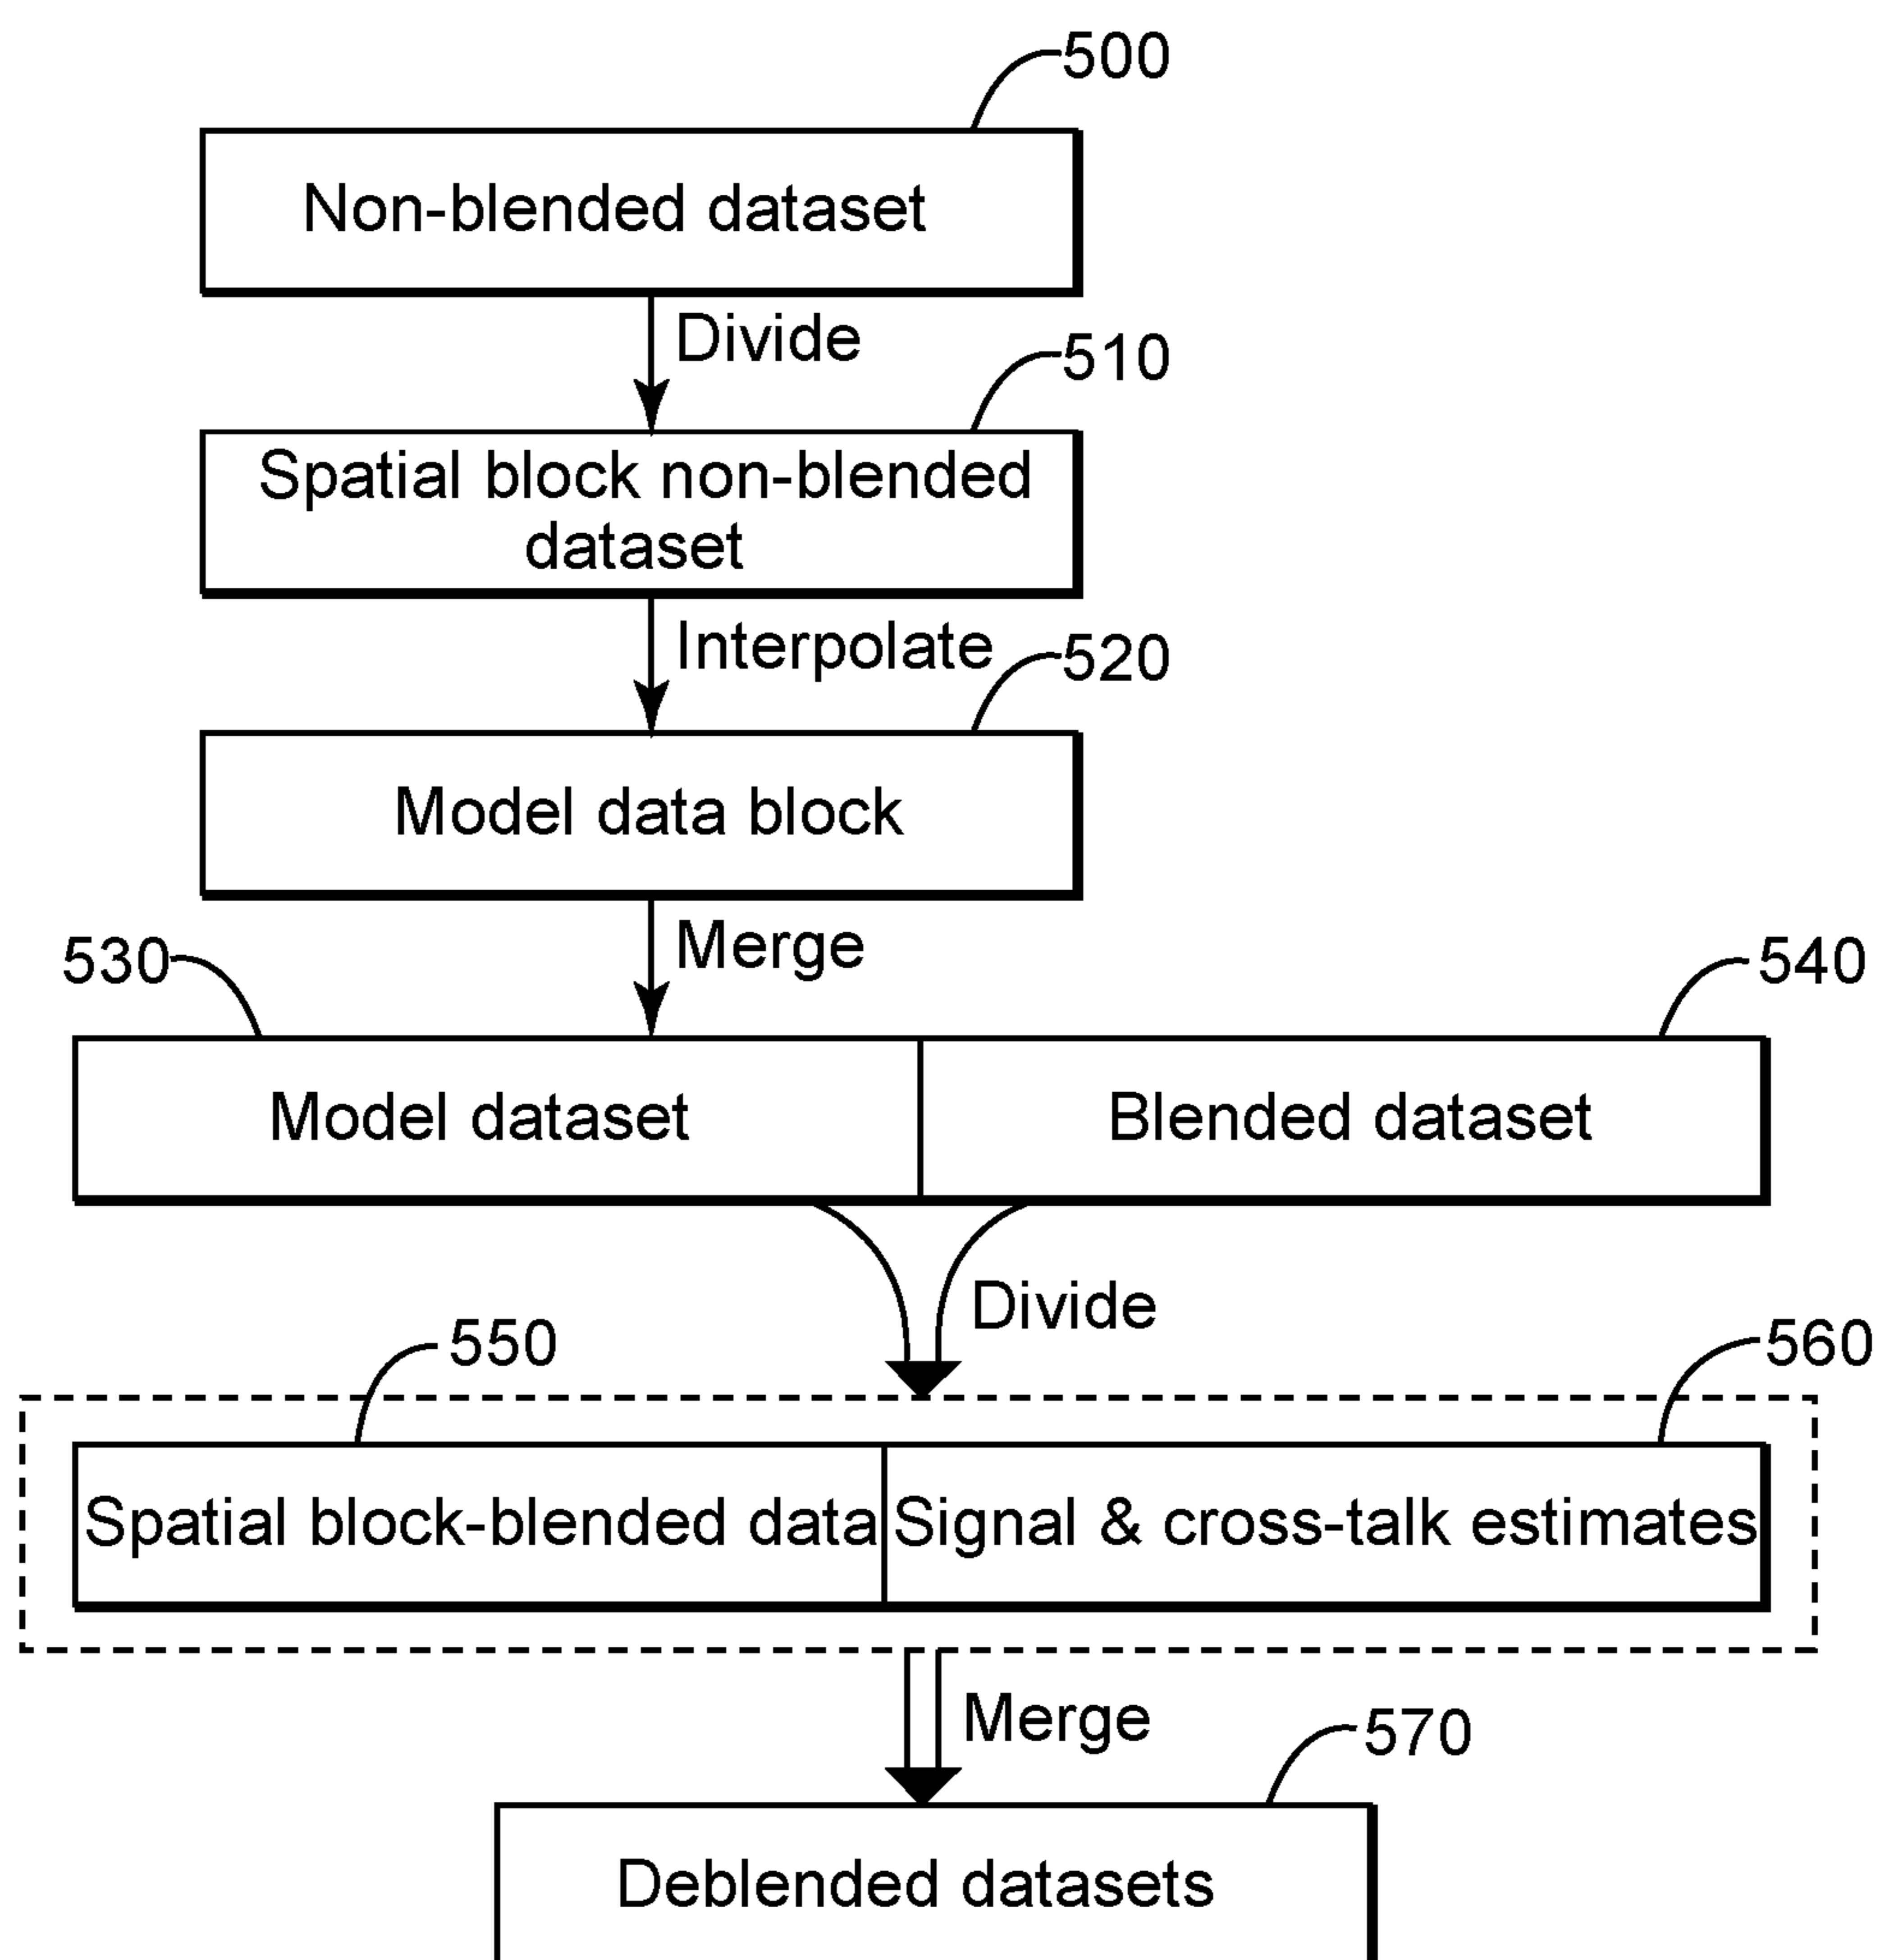 500
Non-blended dataset
Divide
510
Spatial block non-blended
dataset
Interpolate
520
Model data block
Merge
530
540
Model dataset
Blended dataset
Divide
550
560
Spatial block-blended data
Signal & cross-talk estimates
Merge
570
Deblended datasets